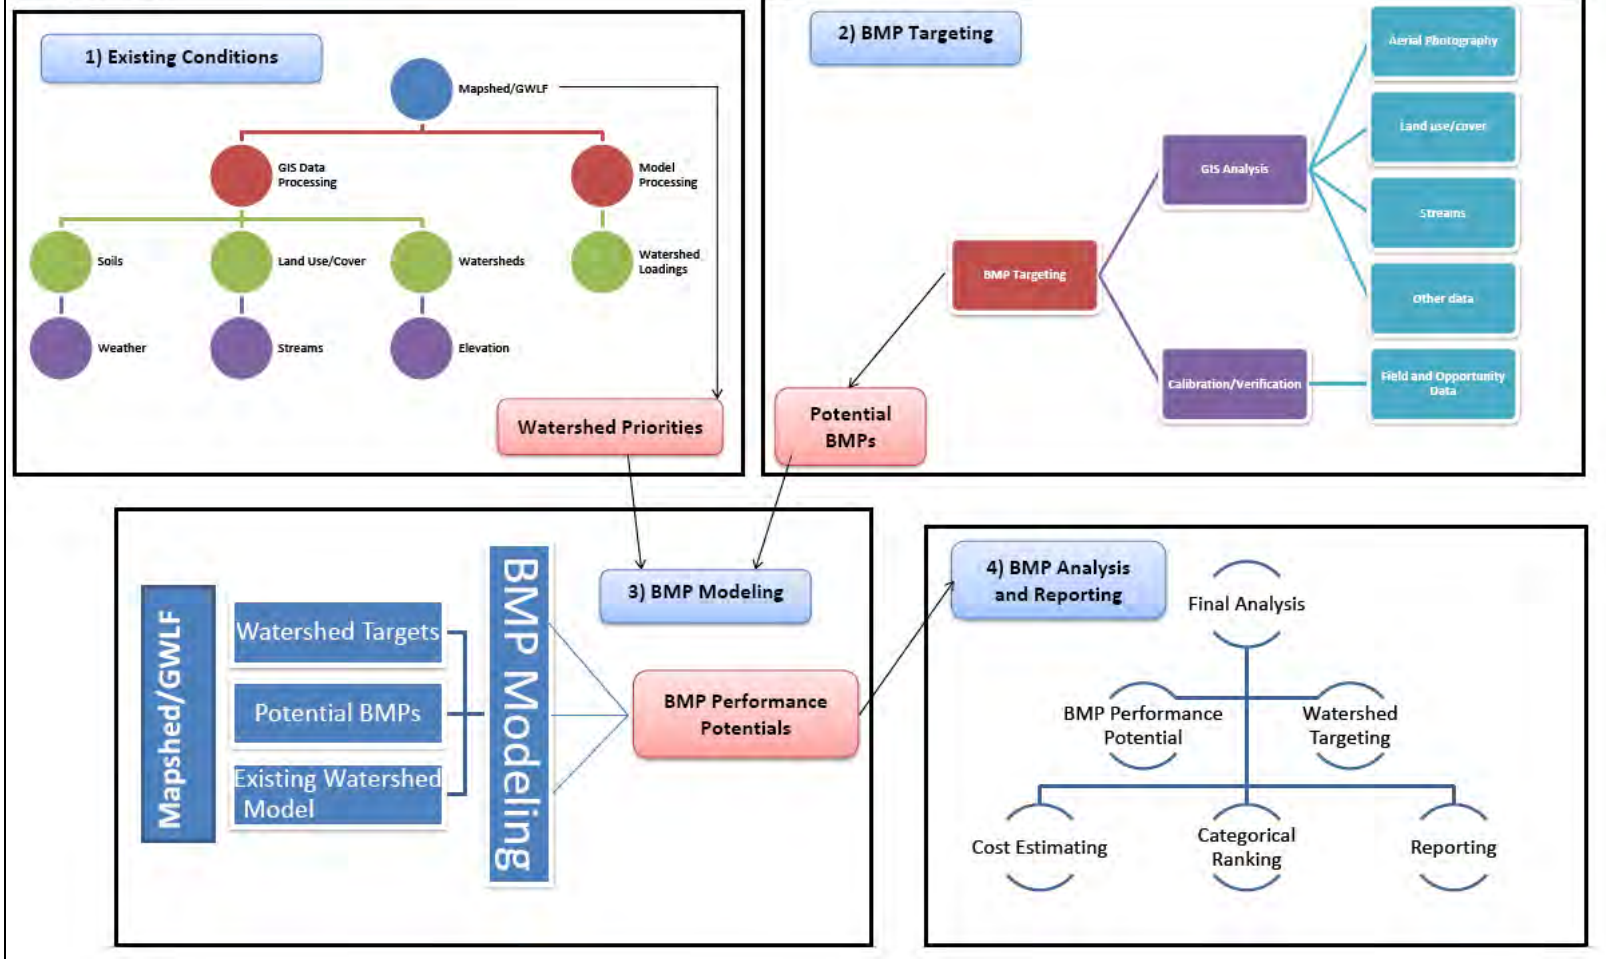 1) Existing Conditions
Mapshed/GWLF
GIS Data
Processing
Model
Processing
Soils
Land Use/Cover
Watersheds
Watershed
Loadings
Weather
Streams
Elevation
Watershed Priorities
2) BMP Targeting
Aerial Photography
Land use/cover
GIS Analysis
Streams
BMP Targeting
Other data
Calibration/Verification
Field and Opportunity
Data
Potential
BMPs
3) BMP Modeling
Mapshed/GWLF
Watershed Targets
Potential BMPs
Existing Watershed
Model
BMP Modeling
BMP Performance
Potentials
4) BMP Analysis
and Reporting
Final Analysis
BMP Performance
Potential
Watershed
Targeting
Cost Estimating
Categorical
Ranking
Reporting